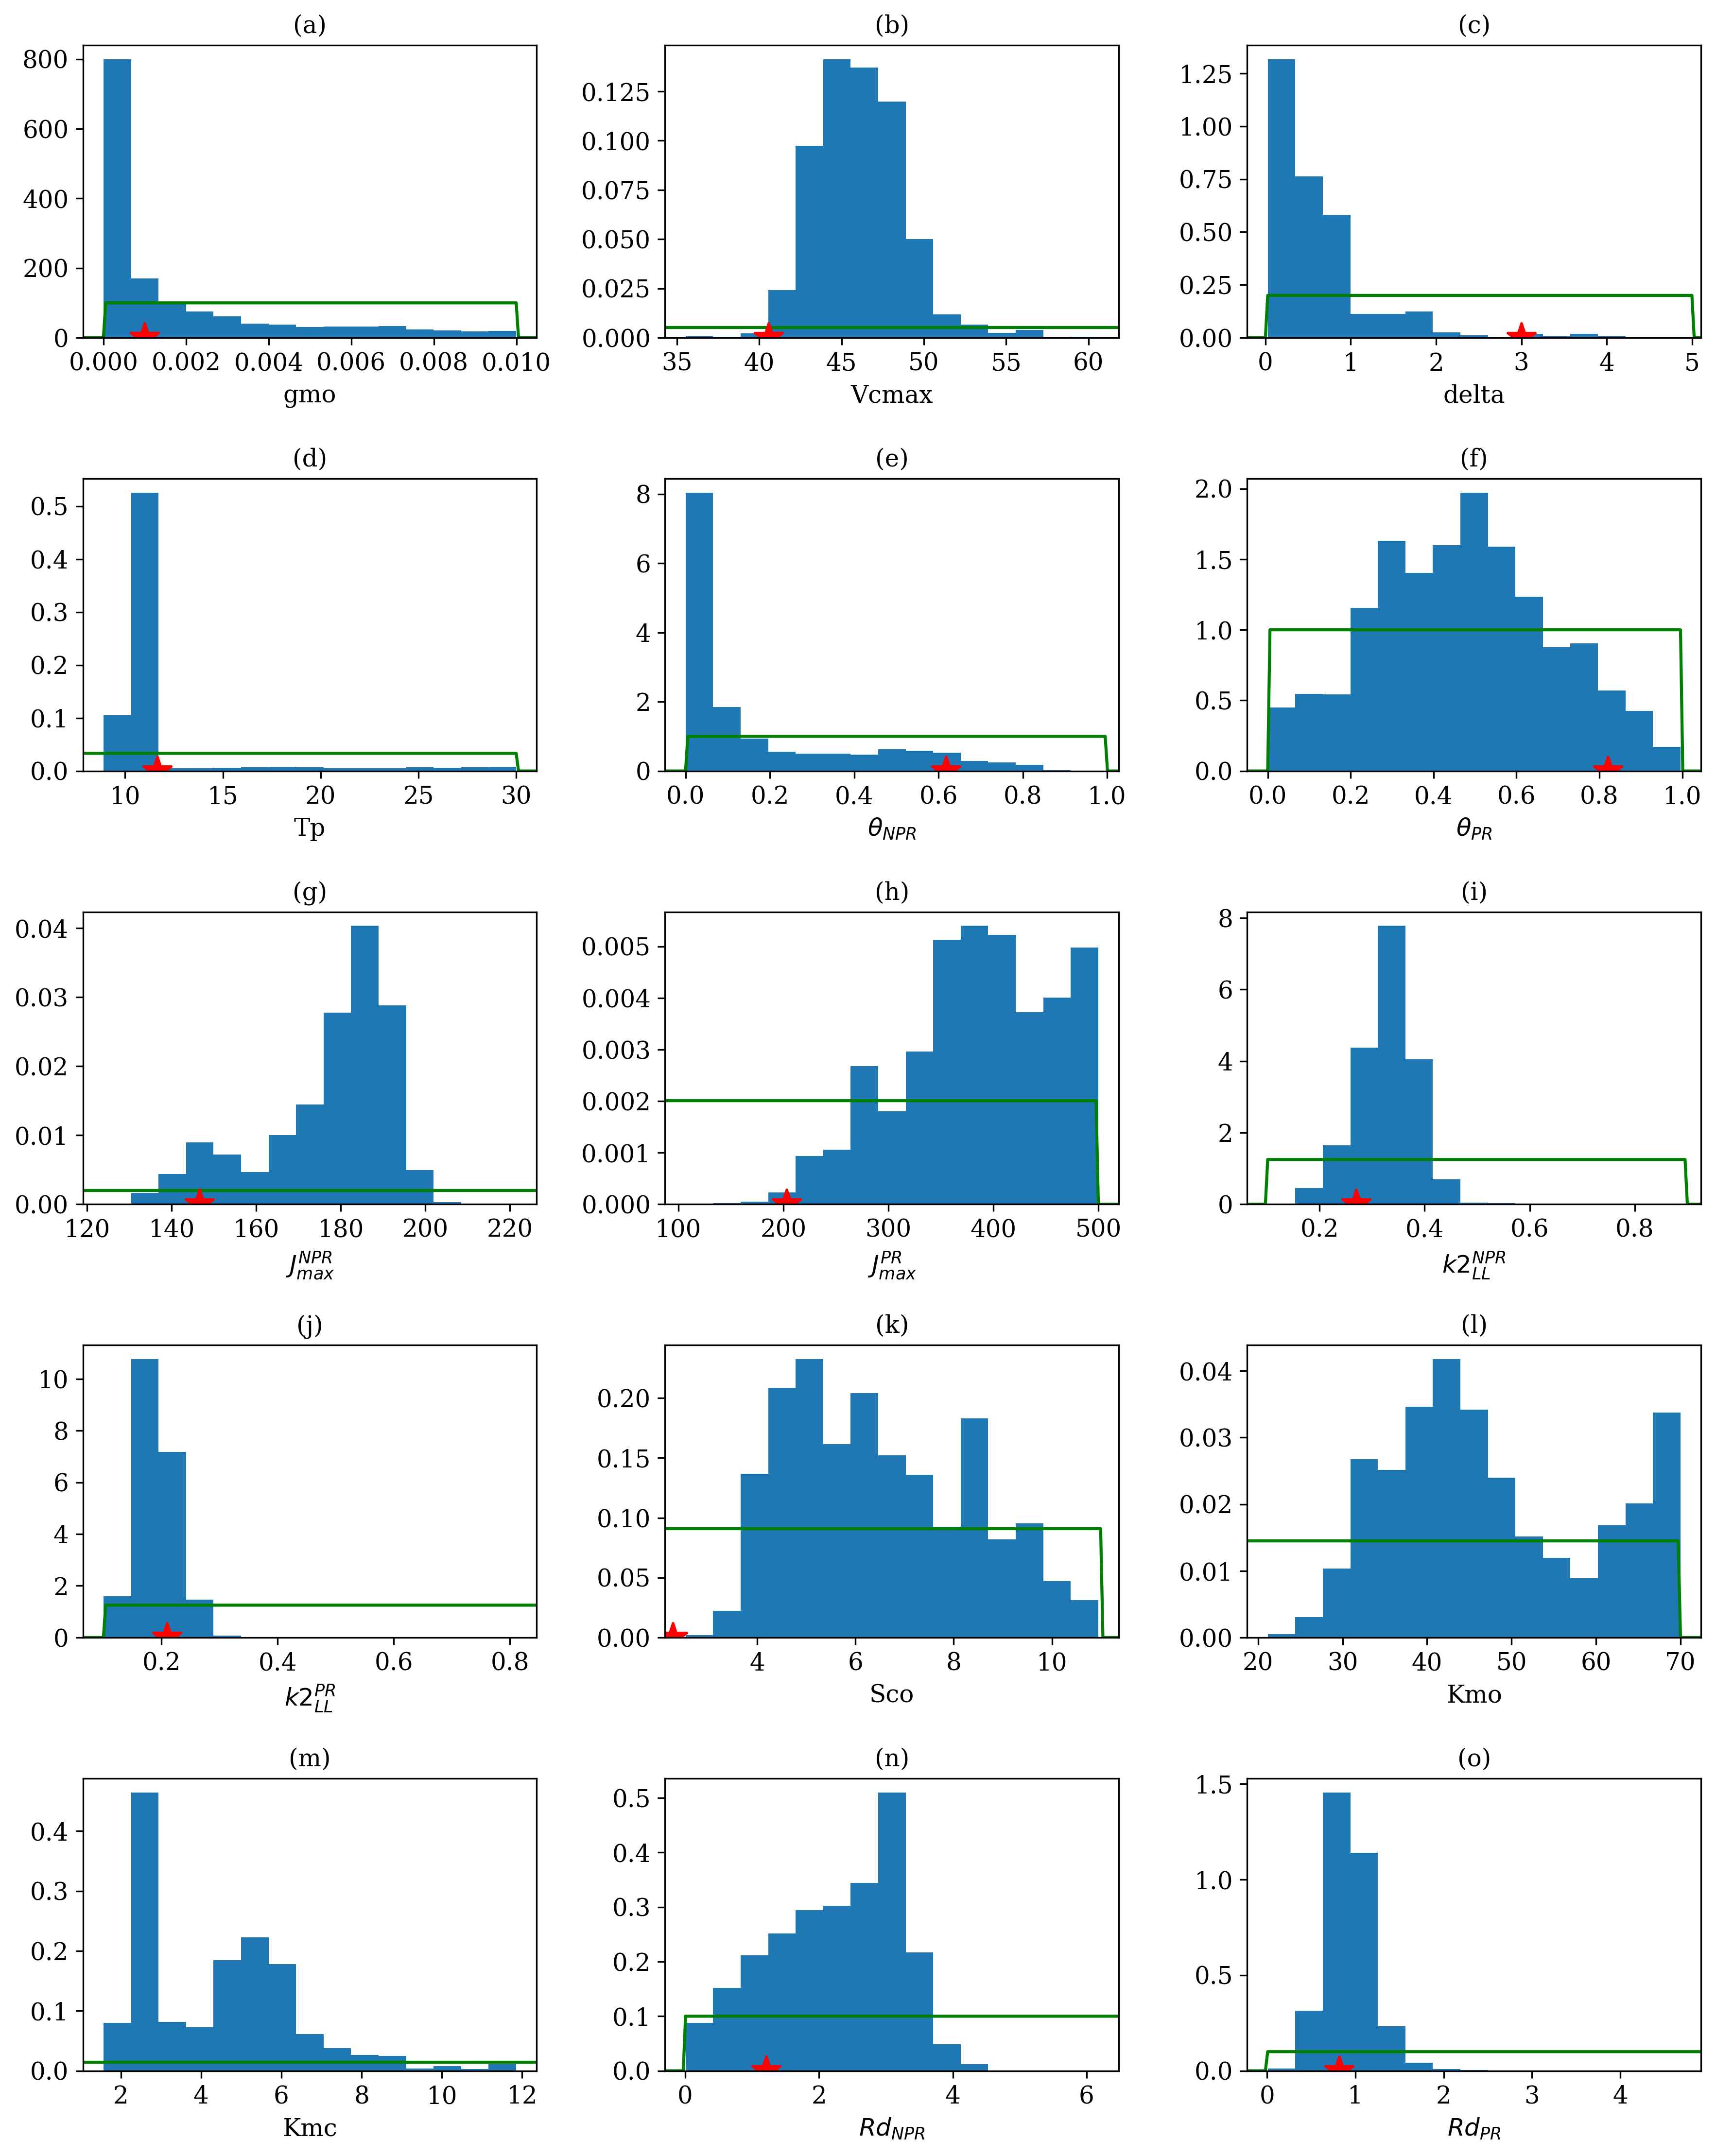 (a)
800
600
400
200
0
0.000 0.002 0.004 0.006 0.008 0.010
gmo
(b)
0.125
0.100
0.075
0.050
0.025
0.000
35 40 45 50 55 60
Vcmax
(c)
1.25
1.00
0.75
0.50
0.25
0.00
0 1 2 3 4 5
delta
(d)
0.5
0.4
0.3
0.2
0.1
0.0
10 15 20 25 30
Tp
(e)
8
6
4
2
0
0.0 0.2 0.4 0.6 0.8 1.0
θ_NPR
(f)
2.0
1.5
1.0
0.5
0.0
0.0 0.2 0.4 0.6 0.8 1.0
θ_PR
(g)
0.04
0.03
0.02
0.01
0.00
120 140 160 180 200 220
J_max^NPR
(h)
0.005
0.004
0.003
0.002
0.001
0.000
100 200 300 400 500
J_max^PR
(i)
8
6
4
2
0
0.2 0.4 0.6 0.8
k2_LL^NPR
(j)
10
8
6
4
2
0
0.2 0.4 0.6 0.8
k2_LL^PR
(k)
0.20
0.15
0.10
0.05
0.00
4 6 8 10
Sco
(l)
0.04
0.03
0.02
0.01
0.00
20 30 40 50 60 70
Kmo
(m)
0.4
0.3
0.2
0.1
0.0
2 4 6 8 10 12
Kmc
(n)
0.5
0.4
0.3
0.2
0.1
0.0
0 2 4 6
Rd_NPR
(o)
1.5
1.0
0.5
0.0
0 1 2 3 4
Rd_PR